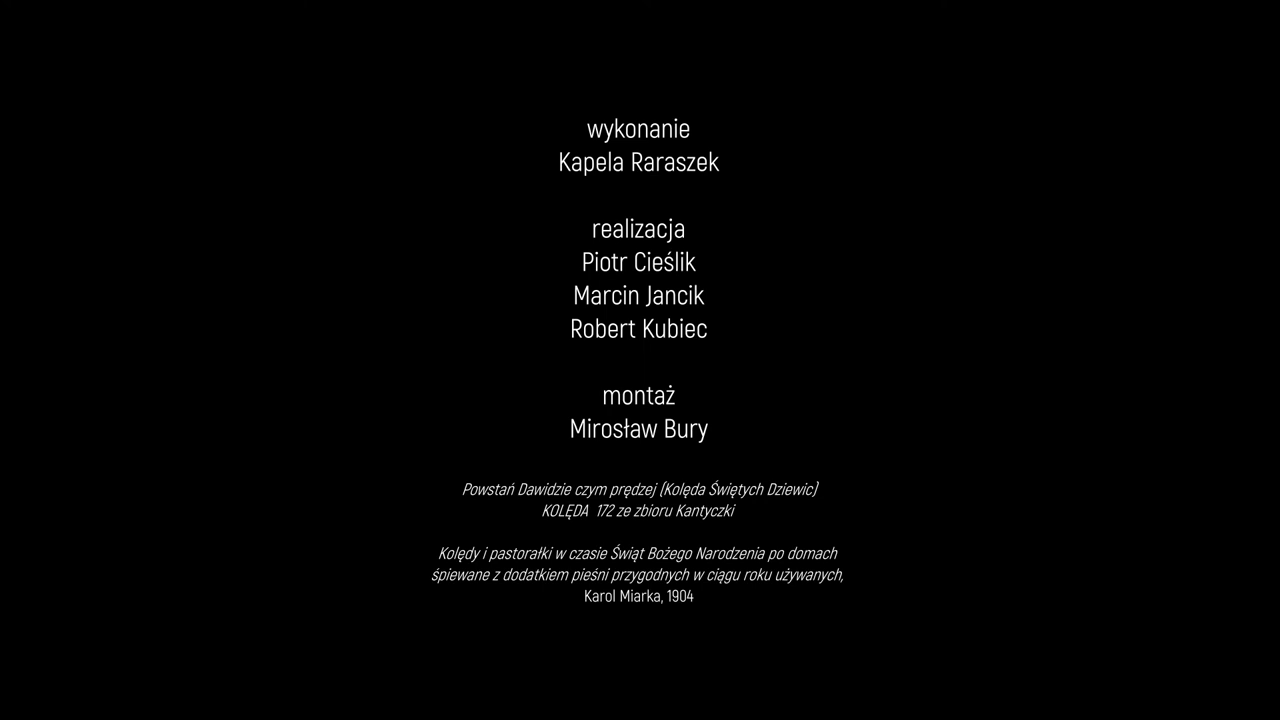 wykonanie
Kapela Raraszek
realizacja
Piotr Cieślik
Marcin Jancik
Robert Kubiec
montaż
Mirosław Bury
Powstań Dawidzie czym prędzej (Kolęda Świętych Dziewic)
KOLĘDA 172 ze zbioru Kantyczki
Kolędy i pastorałki w czasie Świąt Bożego Narodzenia po domach
śpiewane z dodatkiem pieśni przygodnych w ciągu roku używanych,
Karol Miarka, 1904